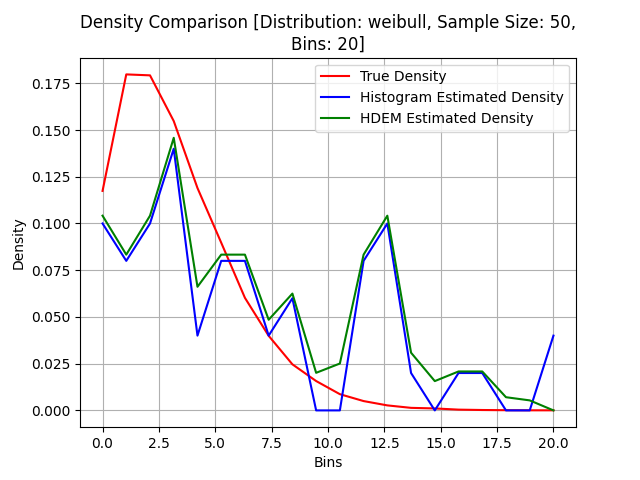 Density Comparison [Distribution: weibull, Sample Size: 50,
Bins: 20]
True Density
Histogram Estimated Density
HDEM Estimated Density
Density
0.175
0.150
0.125
0.100
0.075
0.050
0.025
0.000
0.0 2.5 5.0 7.5 10.0 12.5 15.0 17.5 20.0
Bins